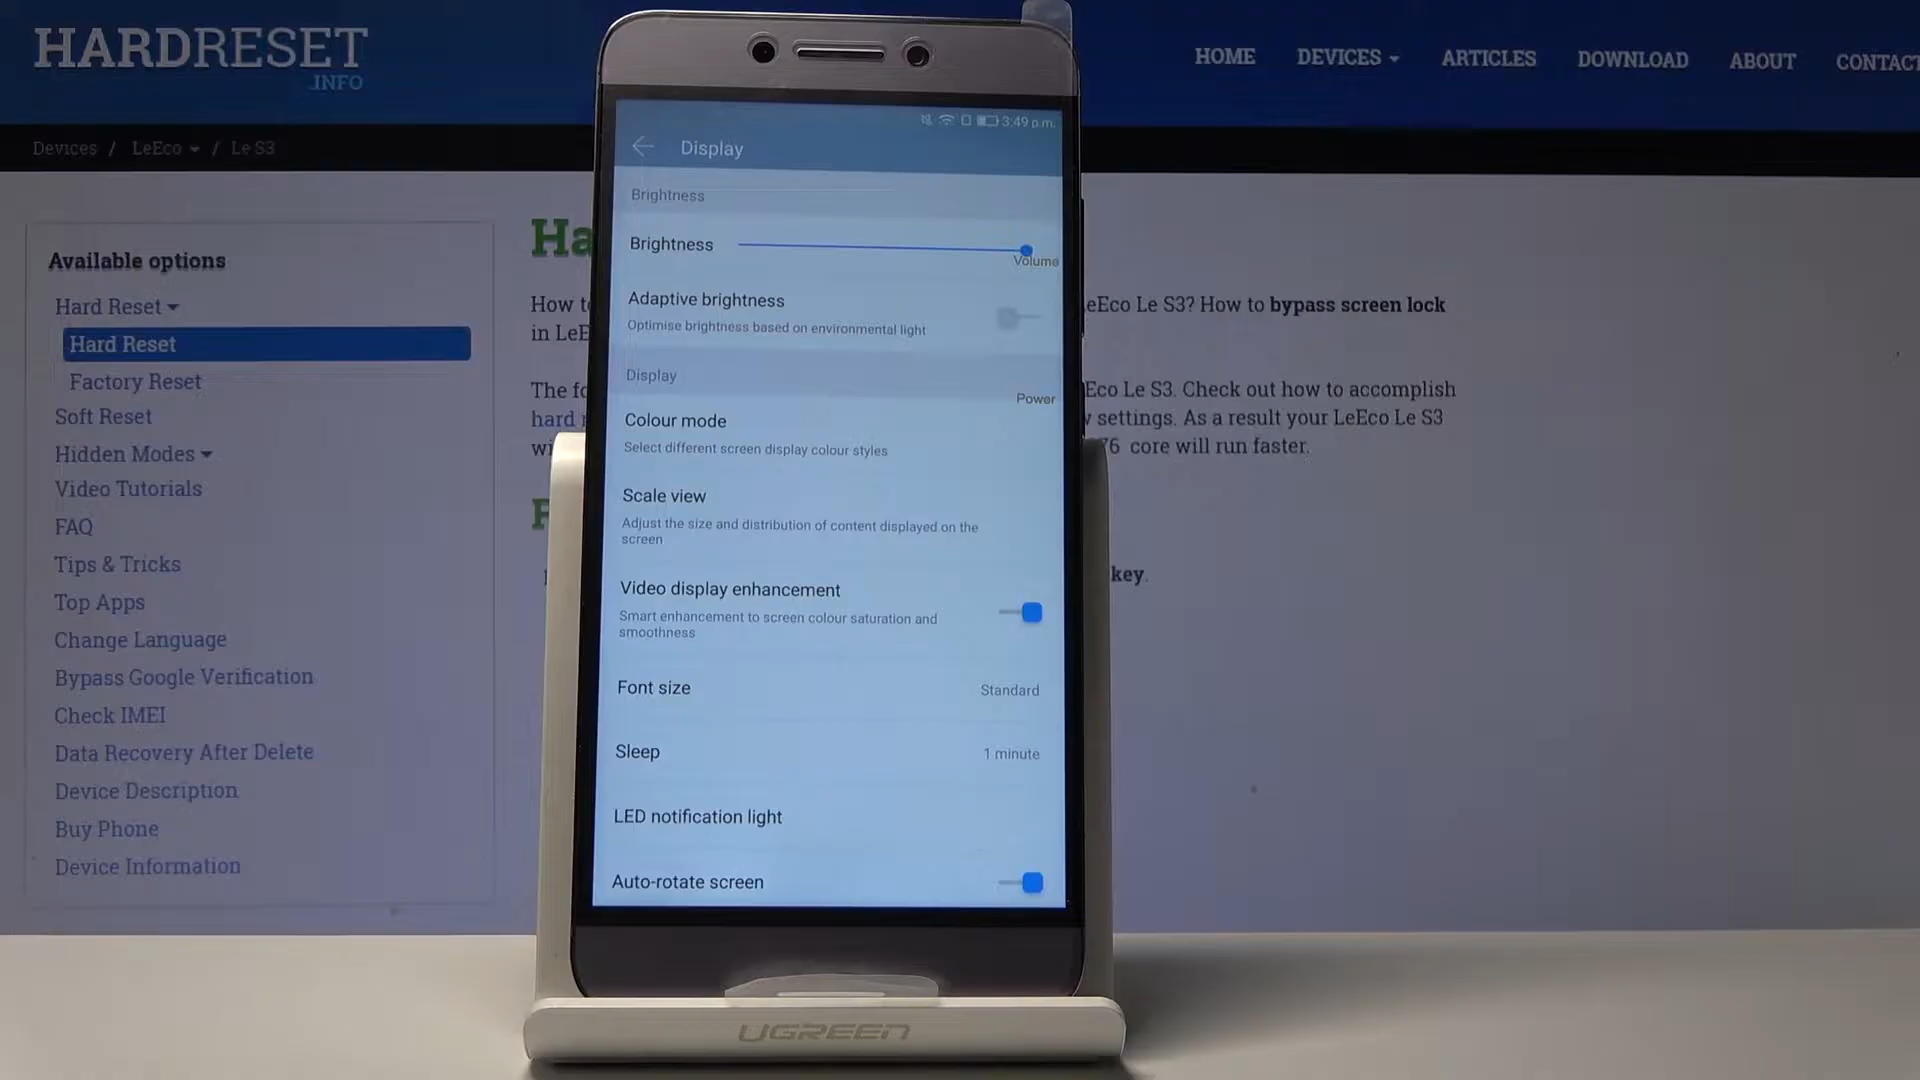 HARDRESET
.INFO
HOME DEVICES ARTICLES DOWNLOAD ABOUT CONTACT
Devices / LeEco / Le S3
Available options
Hard Reset
Hard Reset
Factory Reset
Soft Reset
Hidden Modes
Video Tutorials
FAQ
Tips & Tricks
Top Apps
Change Language
Bypass Google Verification
Check IMEI
Data Recovery After Delete
Device Description
Buy Phone
Device Information
Ha
How to
eEco Le S3? How to bypass screen lock
in LeE
The fo
Eco Le S3. Check out how to accomplish
hard
settings. As a result your LeEco Le S3
wi
76 core will run faster.
key.
3:49 p.m.
Display
Brightness
Brightness
Volume
Adaptive brightness
Optimise brightness based on environmental light
Display
Power
Colour mode
Select different screen display colour styles
Scale view
Adjust the size and distribution of content displayed on the
screen
Video display enhancement
Smart enhancement to screen colour saturation and
smoothness
Font size Standard
Sleep 1 minute
LED notification light
Auto-rotate screen
UGREEN